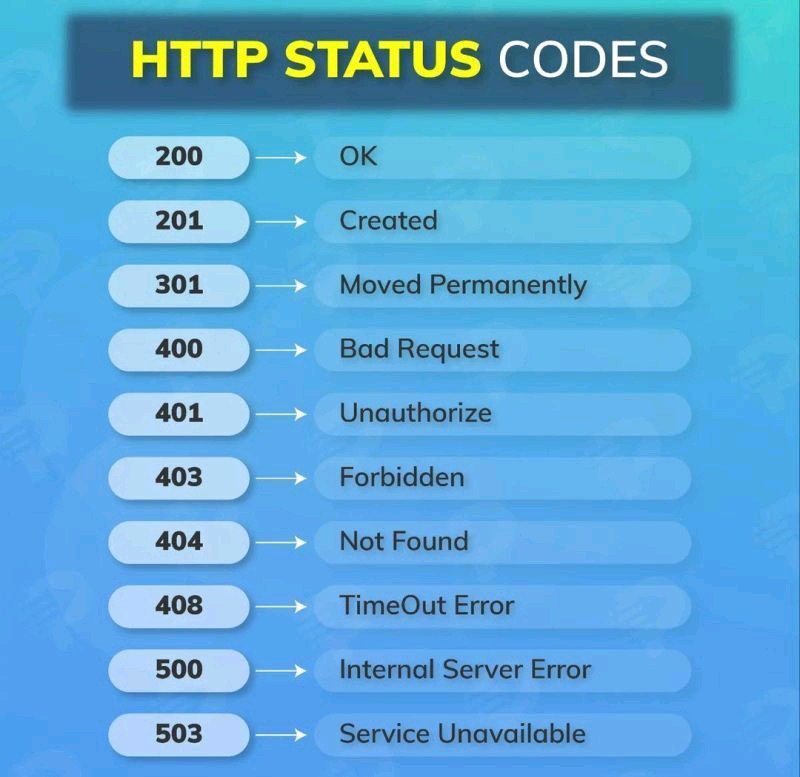 HTTP STATUS CODES
200 OK
201 Created
301 Moved Permanently
400 Bad Request
401 Unauthorize
403 Forbidden
404 Not Found
408 TimeOut Error
500 Internal Server Error
503 Service Unavailable